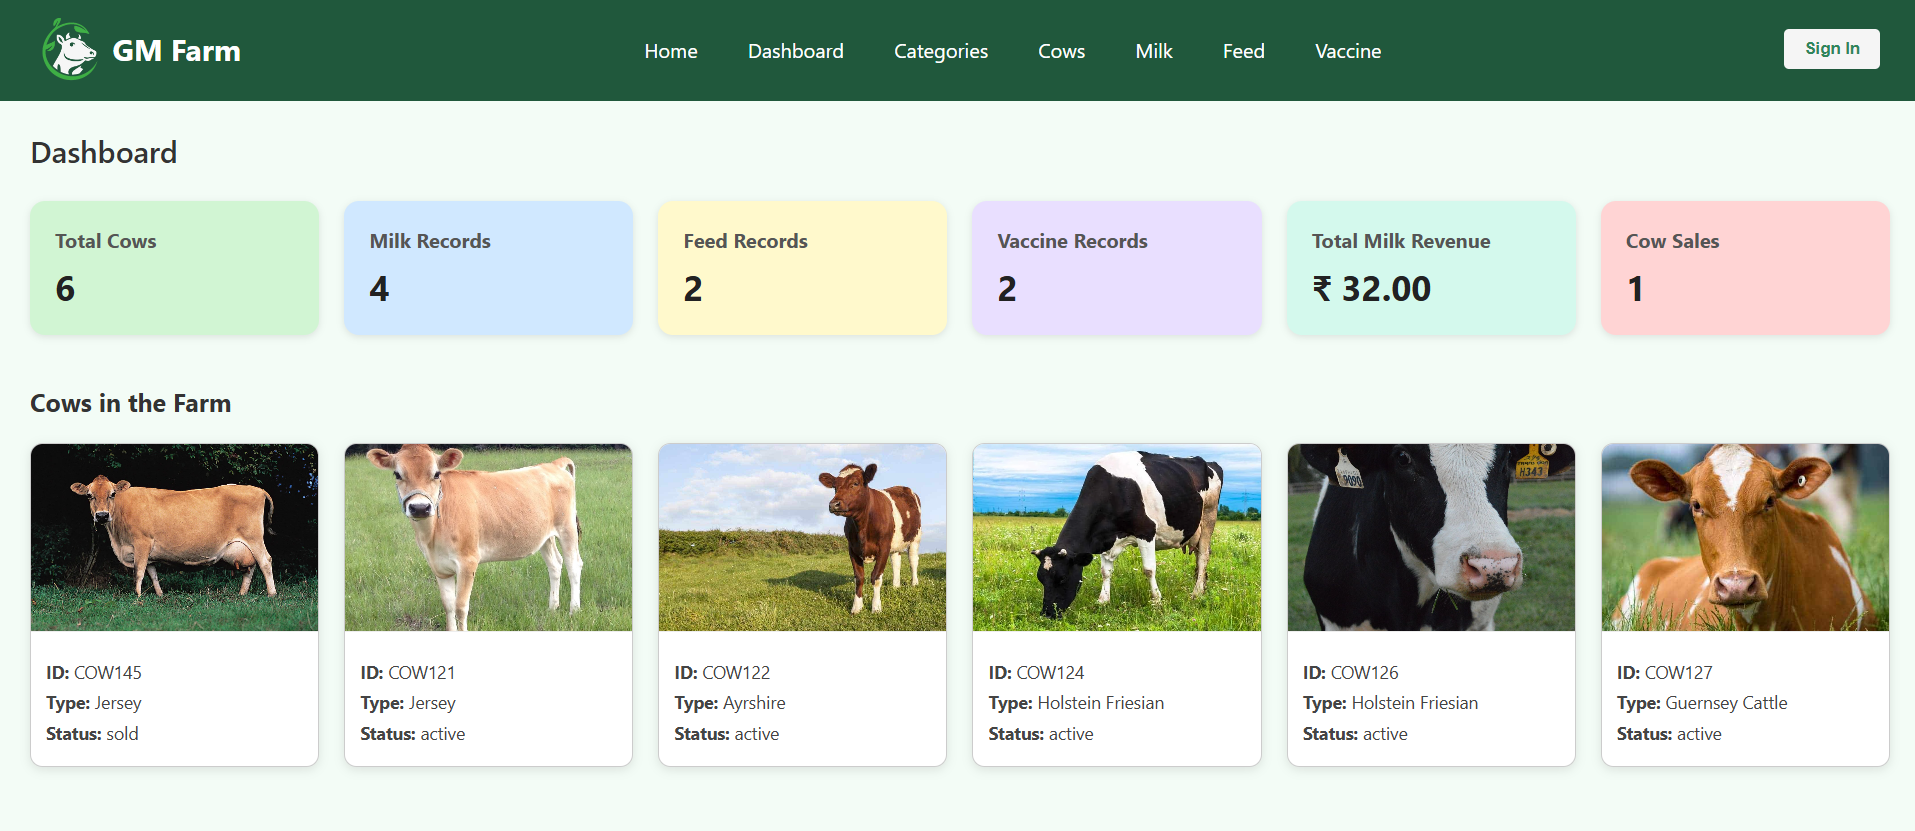 GM Farm
Home Dashboard Categories Cows Milk Feed Vaccine
Sign In
Dashboard
Total Cows
6
Milk Records
4
Feed Records
2
Vaccine Records
2
Total Milk Revenue
₹ 32.00
Cow Sales
1
Cows in the Farm
ID: COW145
Type: Jersey
Status: sold
ID: COW121
Type: Jersey
Status: active
ID: COW122
Type: Ayrshire
Status: active
ID: COW124
Type: Holstein Friesian
Status: active
9090
H343
ID: COW126
Type: Holstein Friesian
Status: active
ID: COW127
Type: Guernsey Cattle
Status: active